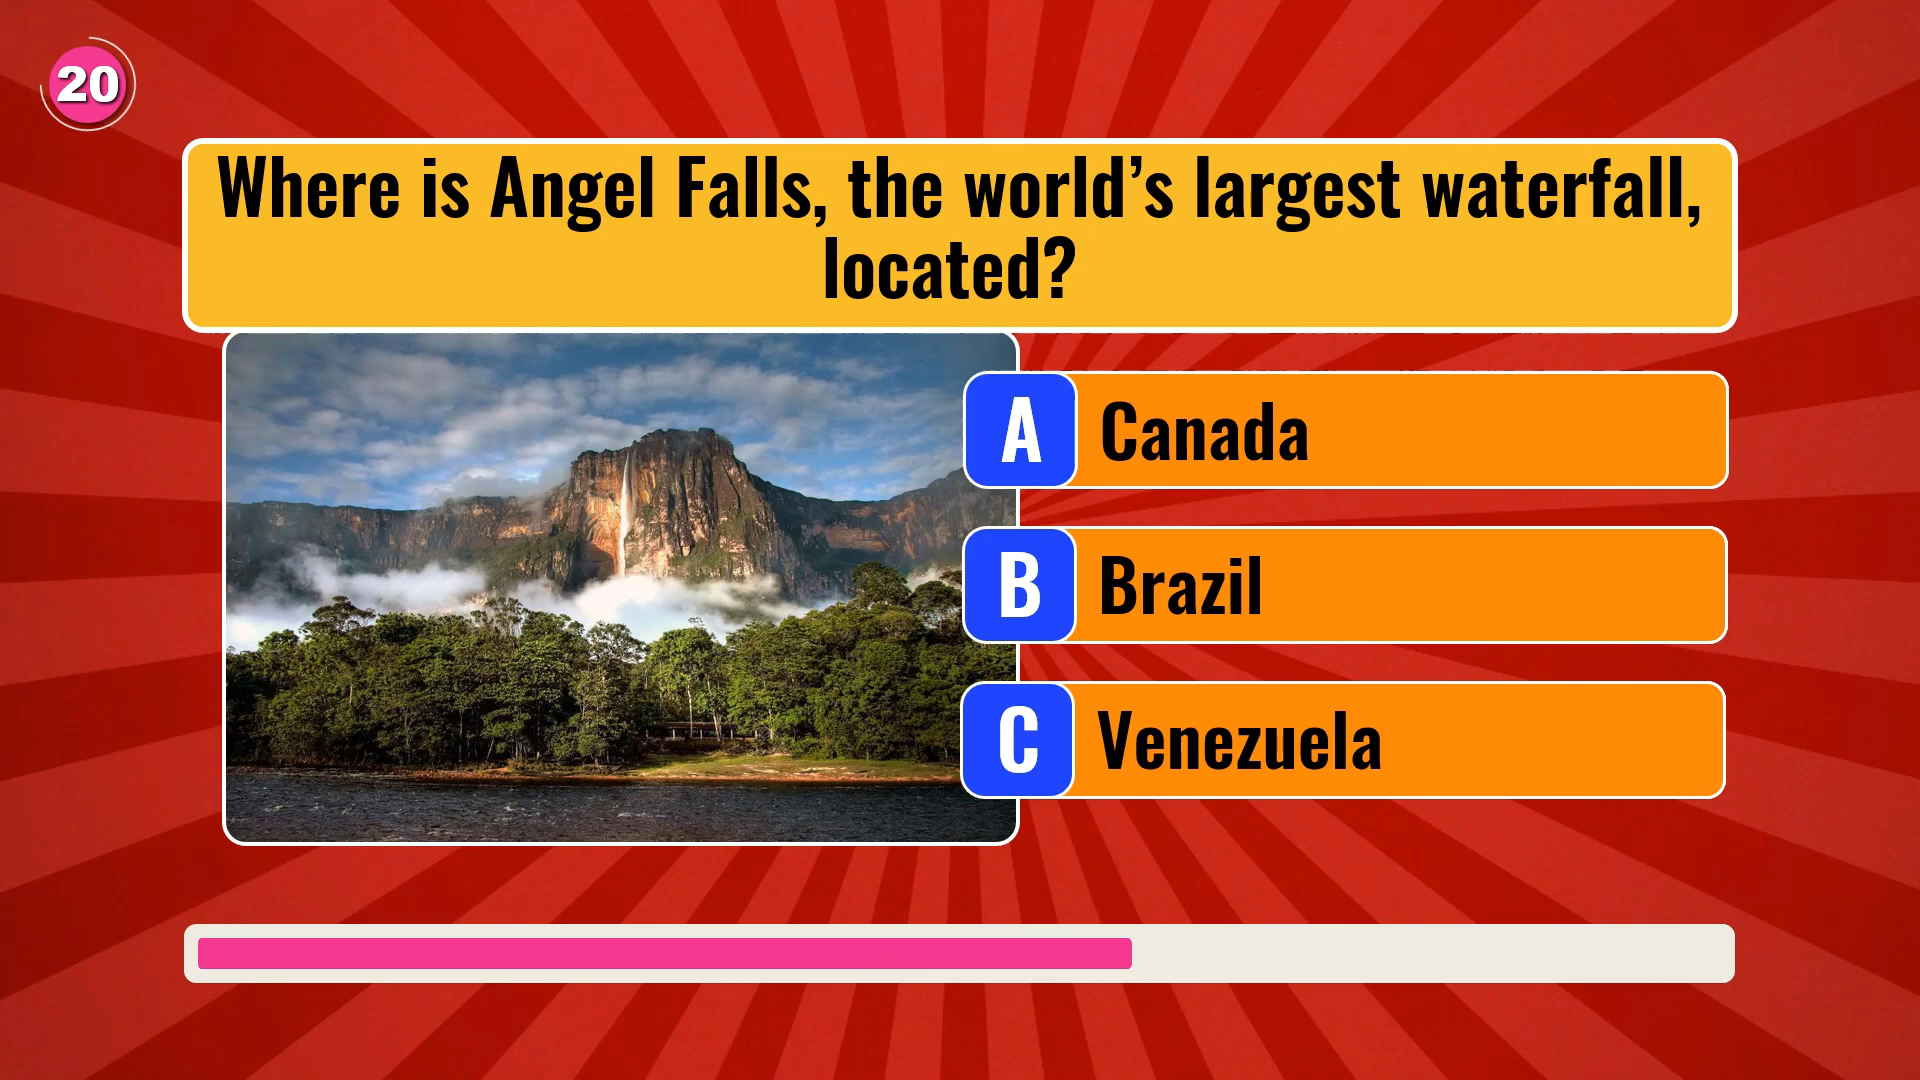 20
Where is Angel Falls, the world’s largest waterfall,
located?
A Canada
B Brazil
C Venezuela